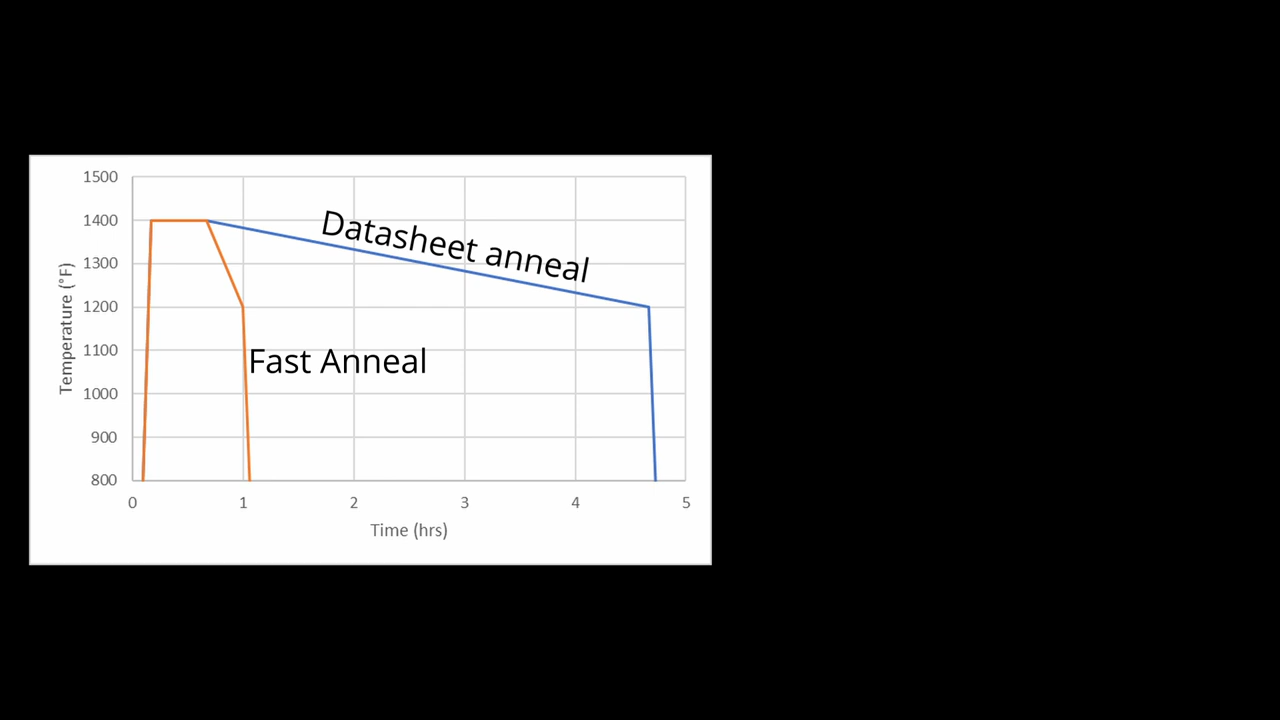 1500
1400
1300
1200
1100
1000
900
800
0 1 2 3 4 5
Temperature (°F)
Time (hrs)
Datasheet anneal
Fast Anneal